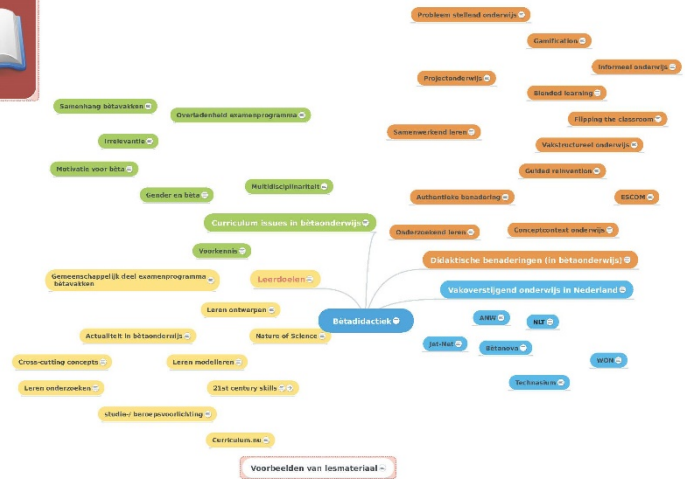 Probleem stellend onderwijs
Gamification
Informeel onderwijs
Projectonderwijs
Blended learning
Samenhang bètavakken
Overladenheid examenprogramma
Flipping the classroom
Samenwerkend leren
Irrelevantie
Vakstructureel onderwijs
Motivatie voor bèta
Guided reinvention
Multidisciplinariteit
Gender en bèta
Authentieke benadering
ESCOM
Curriculum issues in bètaonderwijs
Onderzoekend leren
Conceptcontext onderwijs
Voorkennis
Didaktische benaderingen (in betaonderwijs)
Gemeenschappelijk deel examenprogramma
bètavakken
Leerdoelen
Vakoverstijgend onderwijs in Nederland
Leren ontwerpen
Bètadidactiek
ANW
NLT
Actualiteit in bètaonderwijs
Nature of Science
Jet-Net
Bètanova
Cross-cutting concepts
Leren modelleren
WON
Leren onderzoeken
21st century skills
Technasium
studie-/ beroepsvoorlichting
Curriculum.nu
Voorbeelden van lesmateriaal